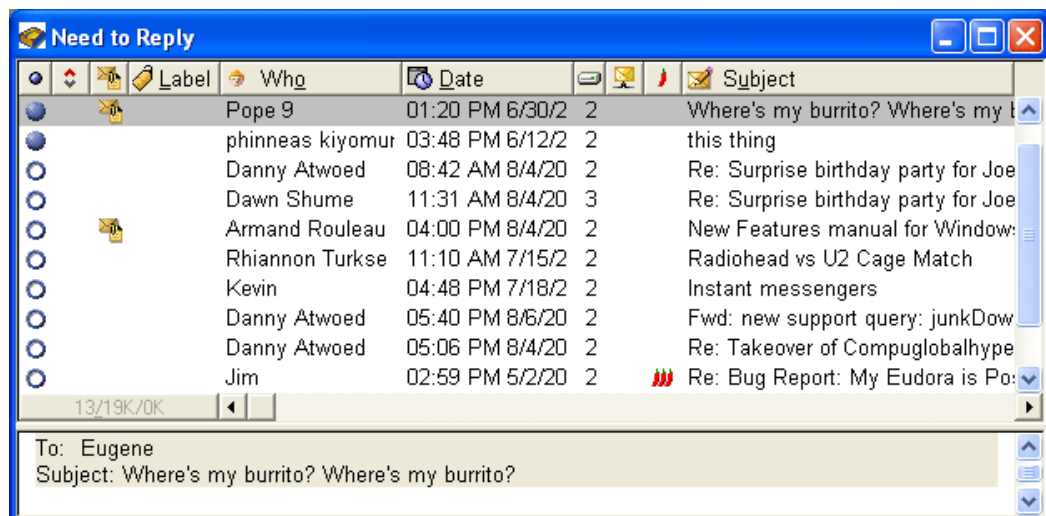 Need to Reply
Label Who Date Subject
Pope 9 01:20 PM 6/30/2 2 Where's my burrito? Where's my
phinneas kiyomur 03:48 PM 6/12/2 2 this thing
Danny Atwoed 08:42 AM 8/4/20 2 Re: Surprise birthday party for Joe
Dawn Shume 11:31 AM 8/4/20 3 Re: Surprise birthday party for Joe
Armand Rouleau 04:00 PM 8/4/20 2 New Features manual for Windows
Rhiannon Turkse 11:10 AM 7/15/2 2 Radiohead vs U2 Cage Match
Kevin 04:48 PM 7/18/2 2 Instant messengers
Danny Atwoed 05:40 PM 8/6/20 2 Fwd: new support query: junkDow
Danny Atwoed 05:06 PM 8/4/20 2 Re: Takeover of Compuglobalhype
Jim 02:59 PM 5/2/20 2 Re: Bug Report: My Eudora is Pos
13/19K/0K
To: Eugene
Subject: Where's my burrito? Where's my burrito?